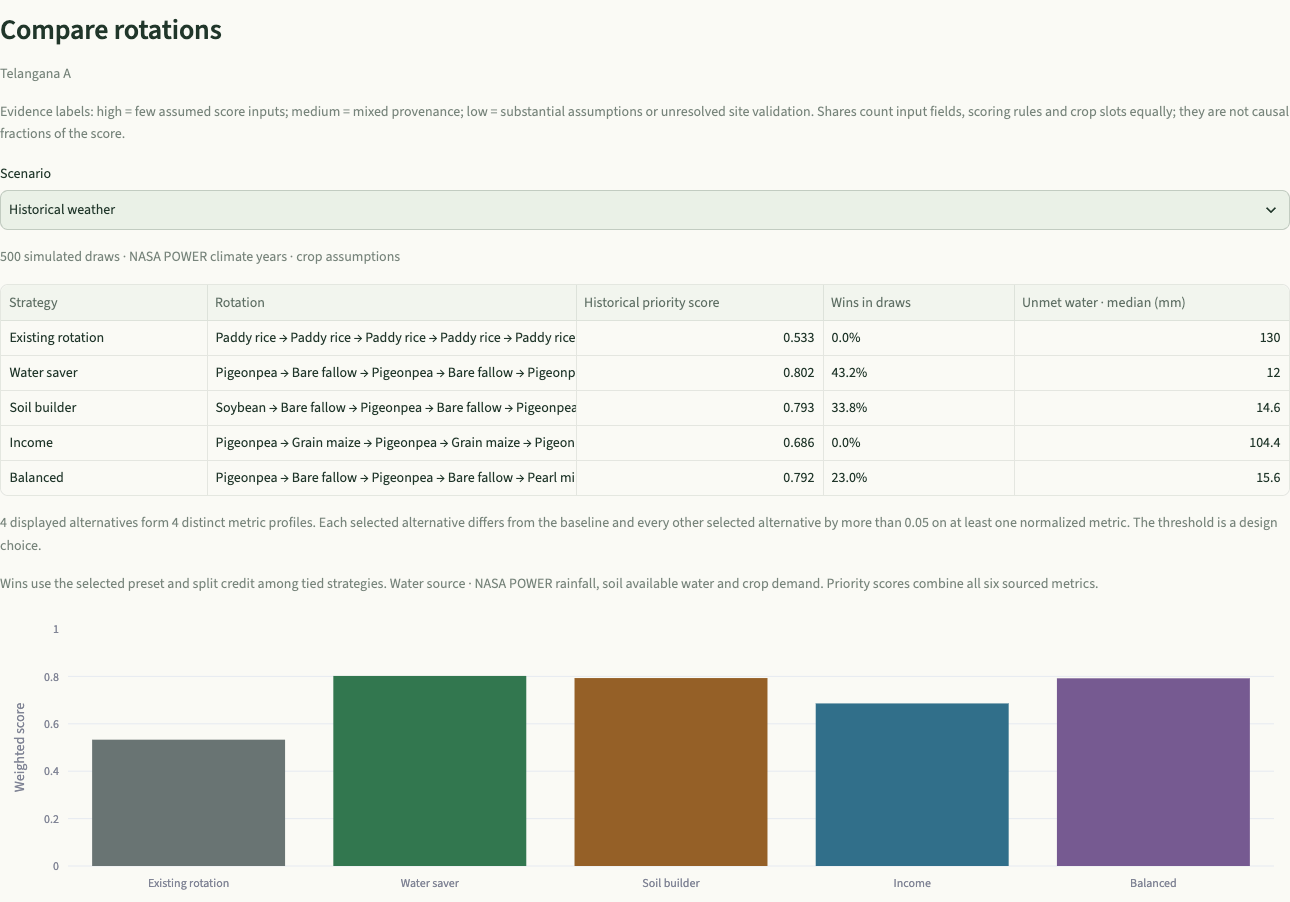 Compare rotations
Telangana A
Evidence labels: high = few assumed score inputs; medium = mixed provenance; low = substantial assumptions or unresolved site validation. Shares count input fields, scoring rules and crop slots equally; they are not causal
fractions of the score.
Scenario
Historical weather
500 simulated draws · NASA POWER climate years · crop assumptions
Strategy Rotation Historical priority score Wins in draws Unmet water · median (mm)
Existing rotation Paddy rice → Paddy rice → Paddy rice → Paddy rice → Paddy rice 0.533 0.0% 130
Water saver Pigeonpea → Bare fallow → Pigeonpea → Bare fallow → Pigeonp 0.802 43.2% 12
Soil builder Soybean → Bare fallow → Pigeonpea → Bare fallow → Pigeonpea 0.793 33.8% 14.6
Income Pigeonpea → Grain maize → Pigeonpea → Grain maize → Pigeon 0.686 0.0% 104.4
Balanced Pigeonpea → Bare fallow → Pigeonpea → Bare fallow → Pearl mi 0.792 23.0% 15.6
4 displayed alternatives form 4 distinct metric profiles. Each selected alternative differs from the baseline and every other selected alternative by more than 0.05 on at least one normalized metric. The threshold is a design
choice.
Wins use the selected preset and split credit among tied strategies. Water source · NASA POWER rainfall, soil available water and crop demand. Priority scores combine all six sourced metrics.
1
0.8
0.6
0.4
0.2
0
Weighted score
Existing rotation Water saver Soil builder Income Balanced